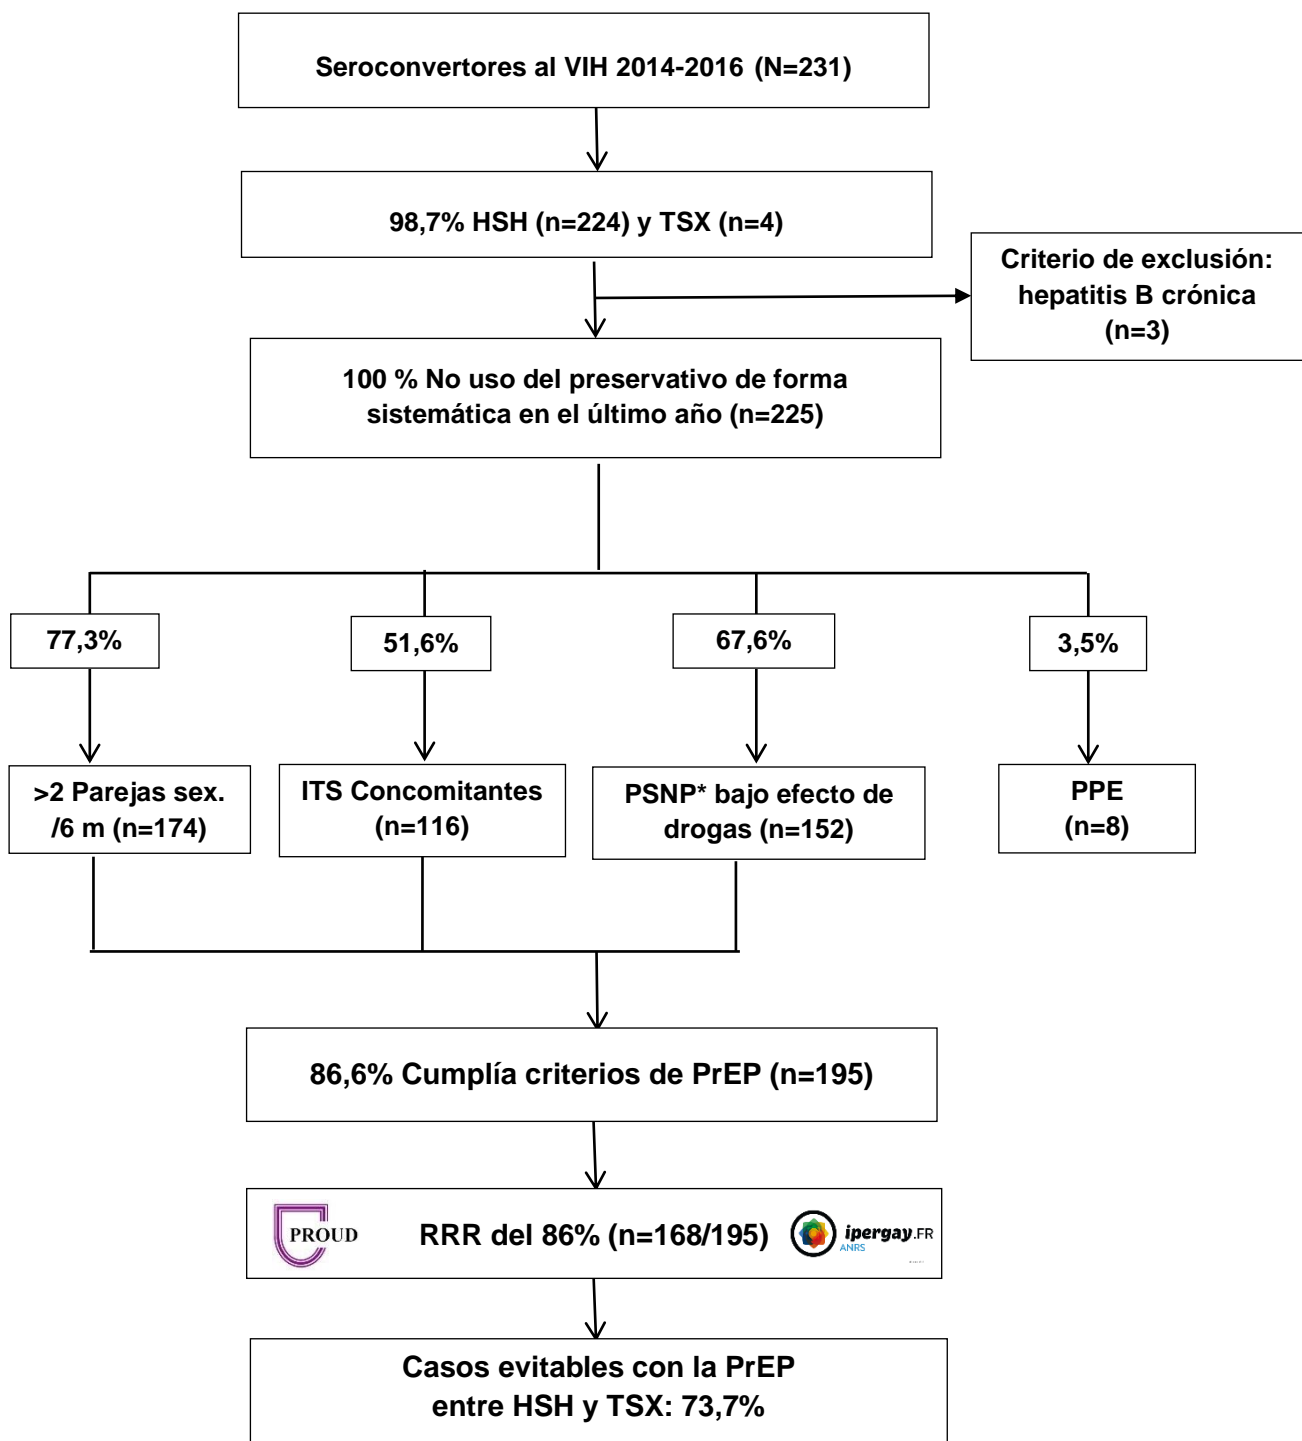 Seroconvertores al VIH 2014-2016 (N=231)
98,7% HSH (n=224) y TSX (n=4)
Criterio de exclusión:
hepatitis B crónica
(n=3)
100 % No uso del preservativo de forma
sistemática en el último año (n=225)
77,3%
51,6%
67,6%
3,5%
>2 Parejas sex.
/6 m (n=174)
ITS Concomitantes
(n=116)
PSNP* bajo efecto de
drogas (n=152)
PPE
(n=8)
86,6% Cumplía criterios de PrEP (n=195)
PROUD
RRR del 86% (n=168/195)
ipergay.FR
ANRS
Casos evitables con la PrEP
entre HSH y TSX: 73,7%